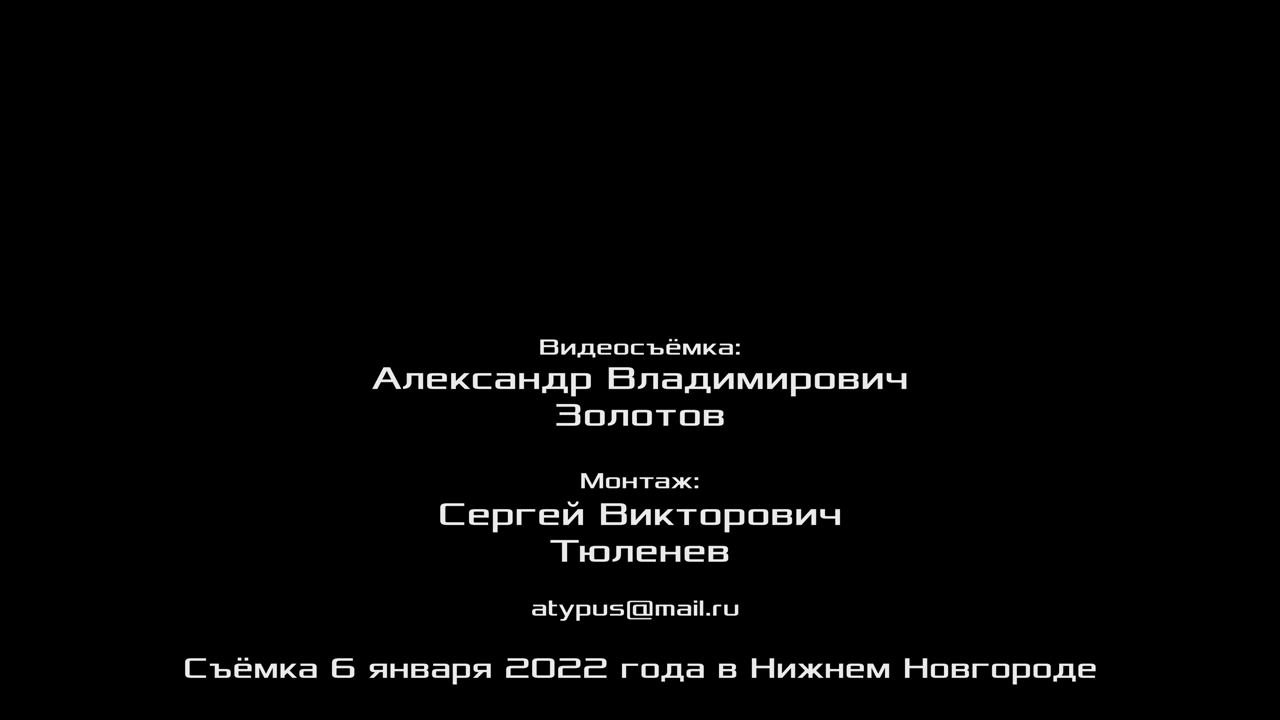 Видеосъёмка:
Александр Владимирович
Золотов
Монтаж:
Сергей Викторович
Тюленев
atypus@mail.ru
Съёмка 6 января 2022 года в Нижнем Новгороде